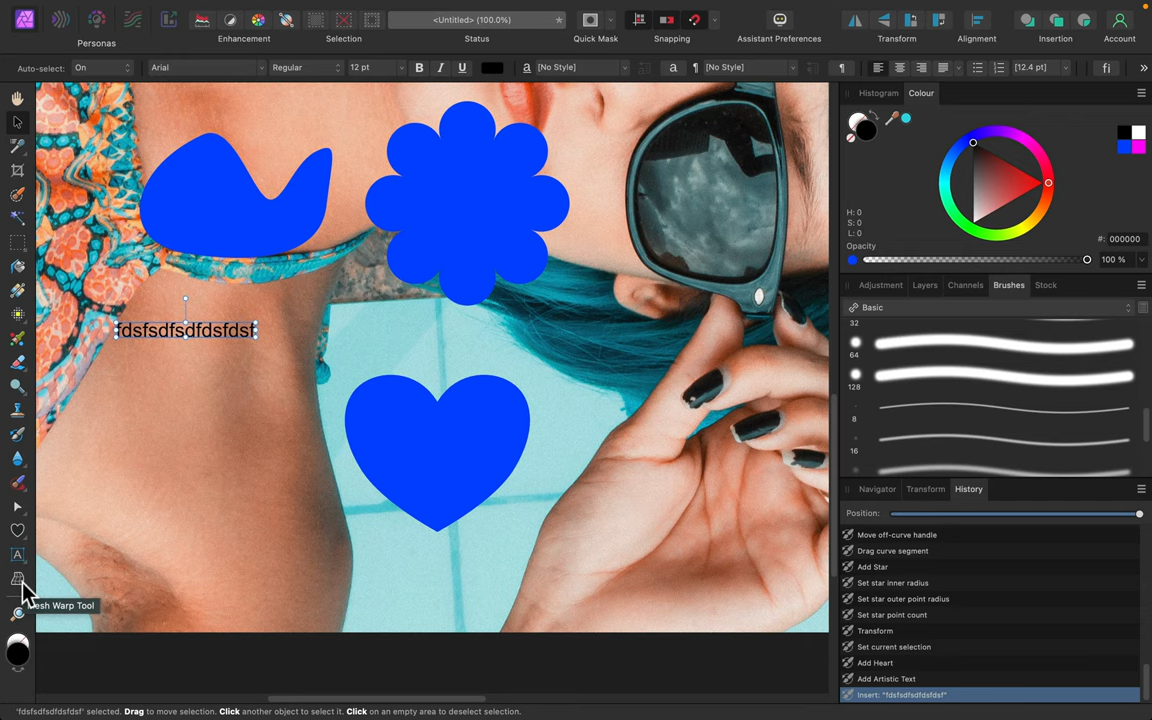 <Untitled> (100.0%)
Personas
Enhancement
Selection
Status
Quick Mask
Snapping
Assistant Preferences
Transform
Alignment
Insertion
Account
Auto-select: On
Arial
Regular
12 pt
B I U
a [No Style]
a ¶ [No Style]
¶
[12.4 pt]
fi
Histogram Colour
H: 0
S: 0
L: 0
#: 000000
Opacity
100 %
Adjustment Layers Channels Brushes Stock
Basic
32
64
128
8
16
fdsfsdfsdfdsfdsf
Navigator Transform History
Position:
Move off-curve handle
Drag curve segment
Add Star
Set star inner radius
Set star outer point radius
Set star point count
Transform
Set current selection
Add Heart
Add Artistic Text
Insert: "fdsfsdfsdfdsfdsf"
A
Mesh Warp Tool
'fdsfsdfsdfdsfdsf' selected. Drag to move selection. Click another object to select it. Click on an empty area to deselect selection.